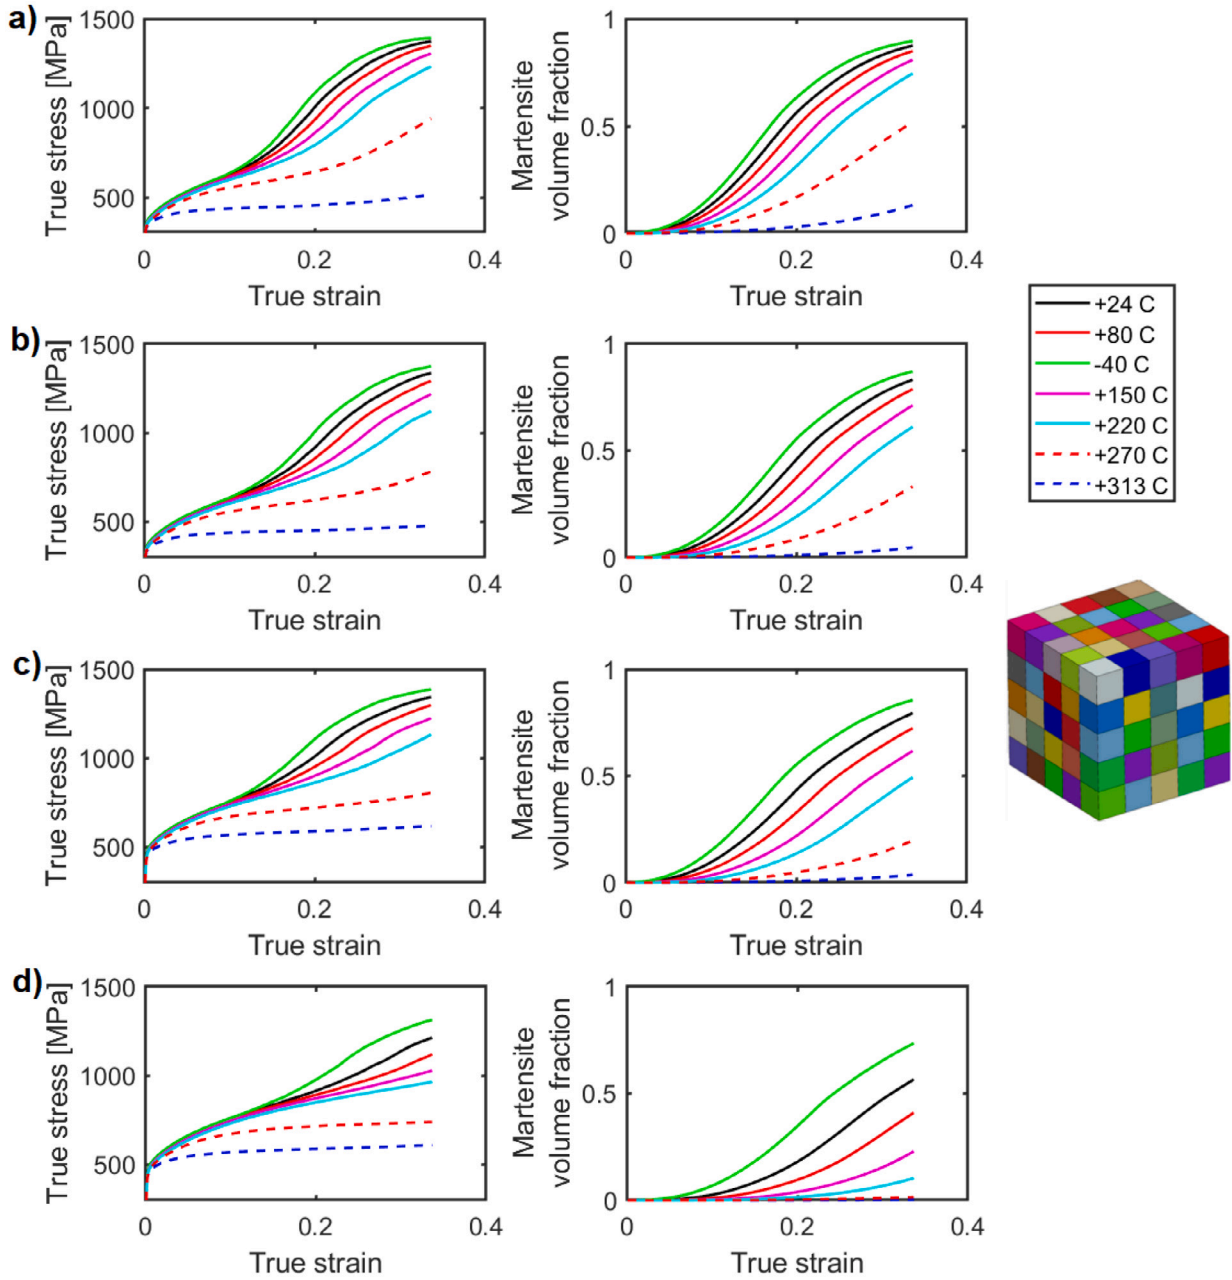 a)
True stress [MPa]
1500
1000
500
0
0.2
0.4
True strain
Martensite
volume fraction
1
0.5
0
0
0.2
0.4
True strain
b)
True stress [MPa]
1500
1000
500
0
0.2
0.4
True strain
Martensite
volume fraction
1
0.5
0
0
0.2
0.4
True strain
+24 C
+80 C
-40 C
+150 C
+220 C
+270 C
+313 C
c)
True stress [MPa]
1500
1000
500
0
0.2
0.4
True strain
Martensite
volume fraction
1
0.5
0
0
0.2
0.4
True strain
d)
True stress [MPa]
1500
1000
500
0
0.2
0.4
True strain
Martensite
volume fraction
1
0.5
0
0
0.2
0.4
True strain